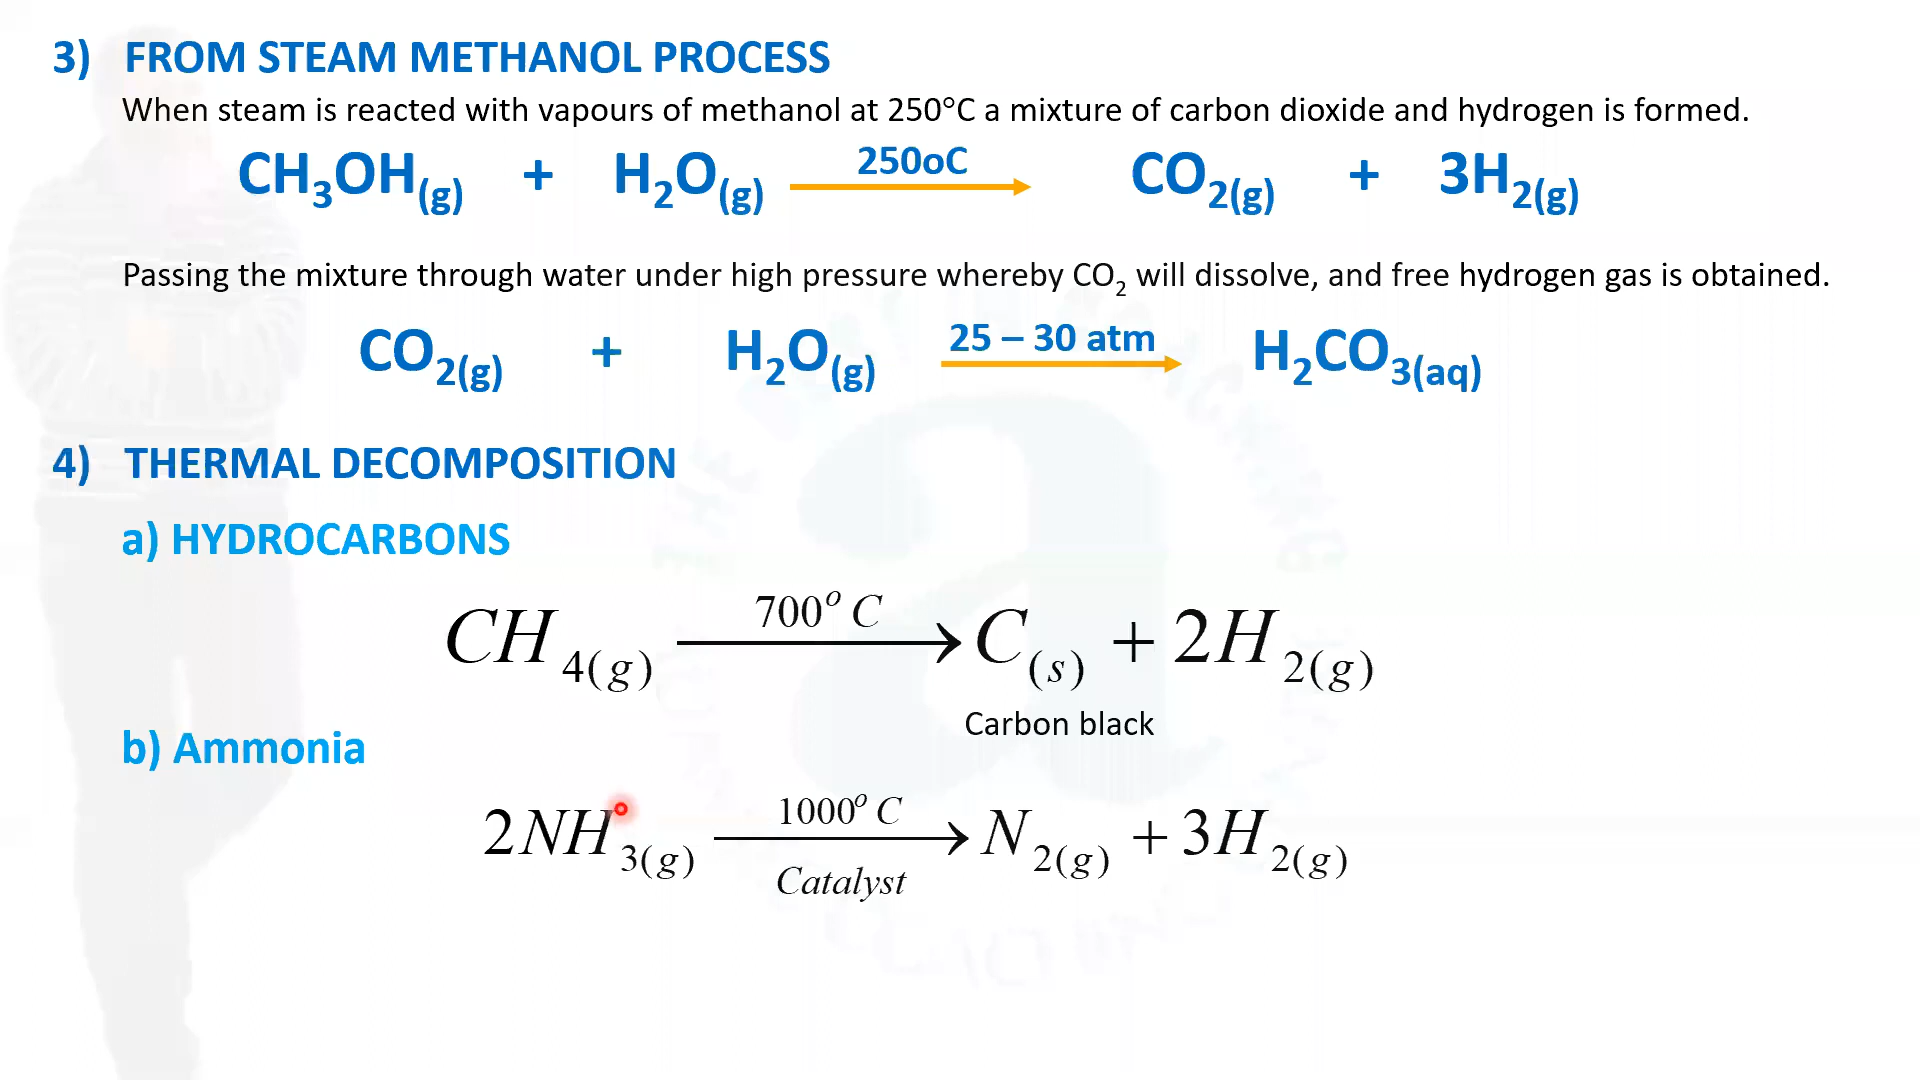 3) FROM STEAM METHANOL PROCESS
When steam is reacted with vapours of methanol at 250°C a mixture of carbon dioxide and hydrogen is formed.
CH₃OH₍g₎ + H₂O₍g₎ 250oC CO₂₍g₎ + 3H₂₍g₎
Passing the mixture through water under high pressure whereby CO₂ will dissolve, and free hydrogen gas is obtained.
CO₂(g) + H₂O(g) 25 – 30 atm H₂CO₃(aq)
4) THERMAL DECOMPOSITION
a) HYDROCARBONS
CH₄(g) 700° C → C(s) + 2H₂(g)
Carbon black
b) Ammonia
2NH₃(g) 1000° C → N₂(g) + 3H₂(g)
Catalyst